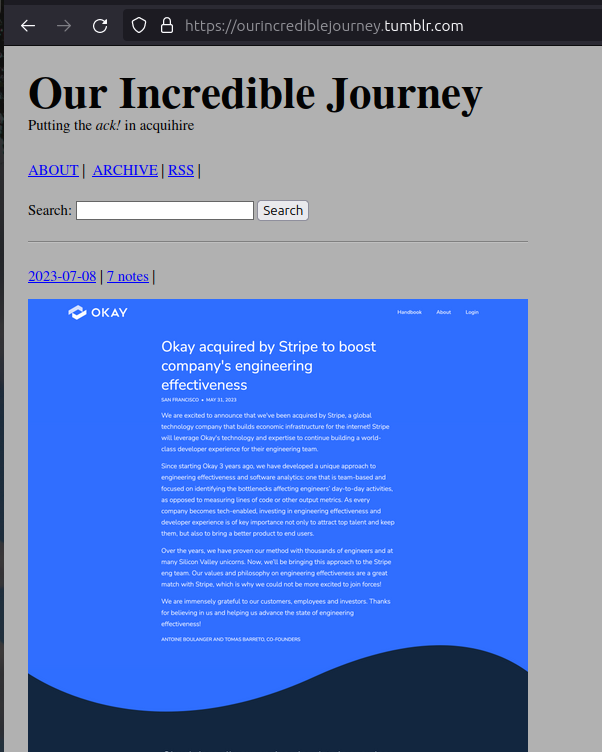 https://ourincrediblejourney.tumblr.com
Our Incredible Journey
Putting the ack! in acquihire
ABOUT | ARCHIVE | RSS |
Search: Search
2023-07-08 | 7 notes |
OKAY Handbook About Login
Okay acquired by Stripe to boost
company's engineering
effectiveness
SAN FRANCISCO • MAY 31, 2023
We are excited to announce that we've been acquired by Stripe, a global
technology company that builds economic infrastructure for the internet! Stripe
will leverage Okay's technology and expertise to continue building a world-
class developer experience for their engineering team.
Since starting Okay 3 years ago, we have developed a unique approach to
engineering effectiveness and software analytics: one that is team-based and
focused on identifying the bottlenecks affecting engineers' day-to-day activities,
as opposed to measuring lines of code or other output metrics. As every
company becomes tech-enabled, investing in engineering effectiveness and
developer experience is of key importance not only to attract top talent and keep
them, but also to bring a better product to end users.
Over the years, we have proven our method with thousands of engineers and at
many Silicon Valley unicorns. Now, we'll be bringing this approach to the Stripe
eng team. Our values and philosophy on engineering effectiveness are a great
match with Stripe, which is why we could not be more excited to join forces!
We are immensely grateful to our customers, employees and investors. Thanks
for believing in us and helping us advance the state of engineering
effectiveness!
ANTOINE BOULANGER AND TOMAS BARRETO, CO-FOUNDERS